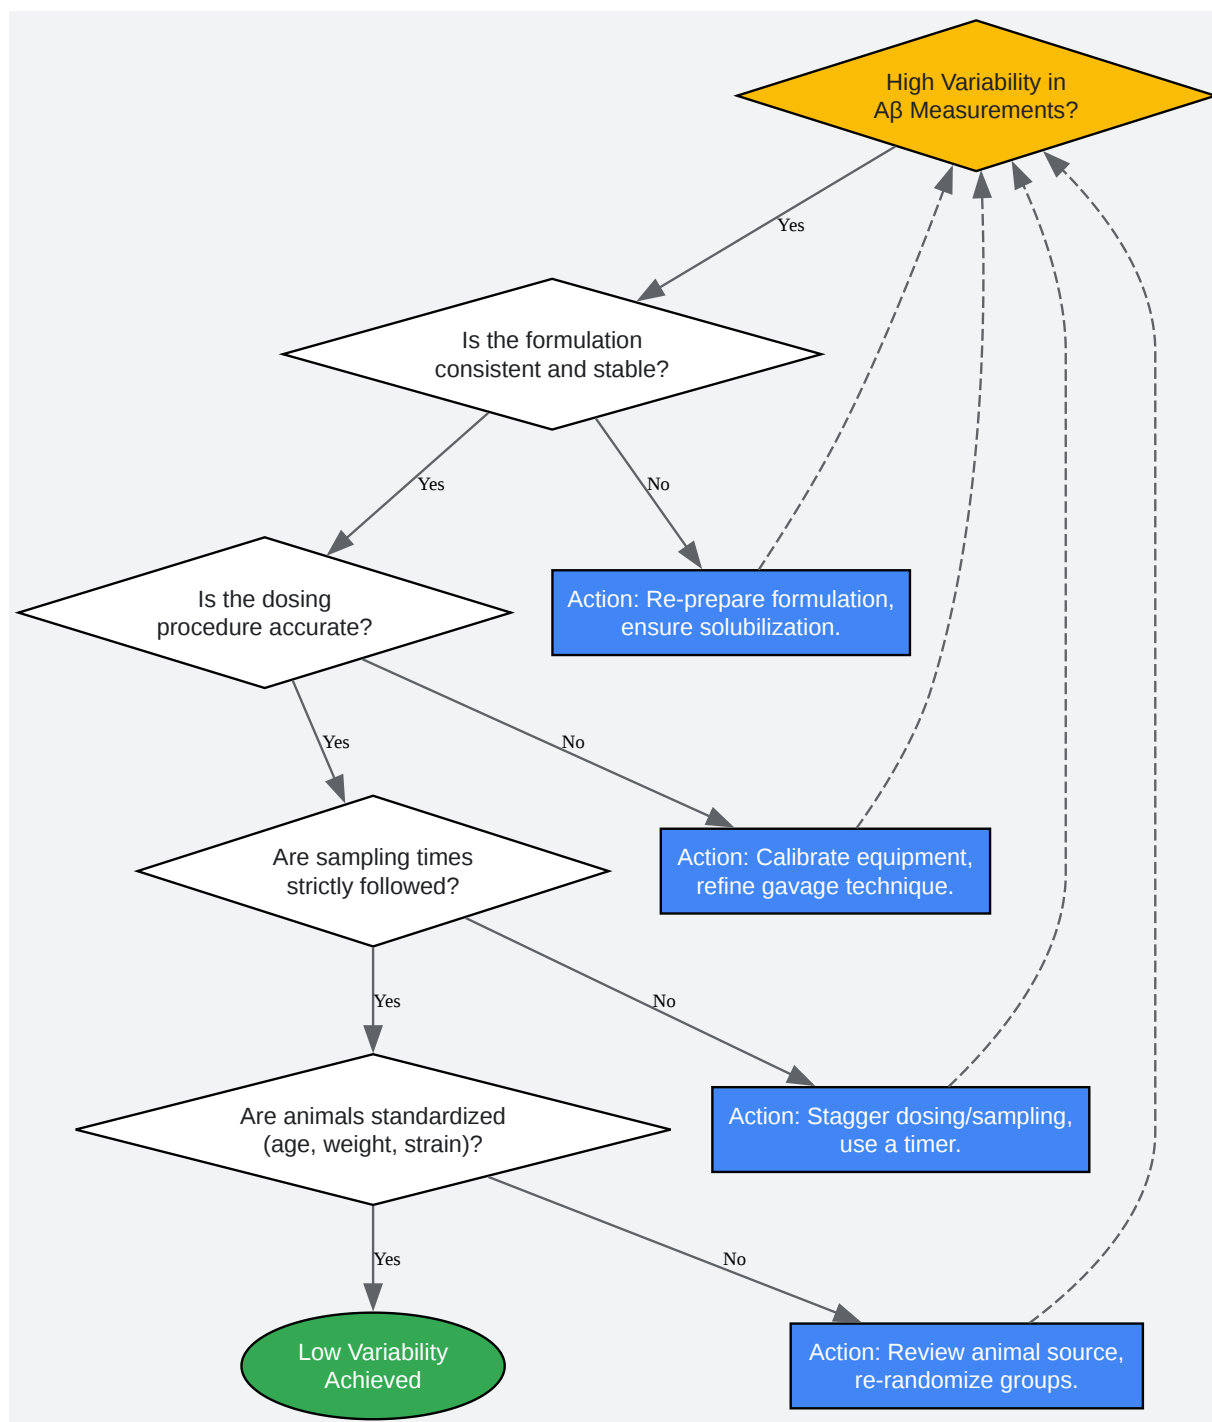 High Variability in
Aβ Measurements?
Yes
Is the formulation
consistent and stable?
Yes
No
Is the dosing
procedure accurate?
Action: Re-prepare formulation,
ensure solubilization.
Yes
No
Are sampling times
strictly followed?
Action: Calibrate equipment,
refine gavage technique.
Yes
No
Are animals standardized
(age, weight, strain)?
Action: Stagger dosing/sampling,
use a timer.
Yes
No
Low Variability
Achieved
Action: Review animal source,
re-randomize groups.